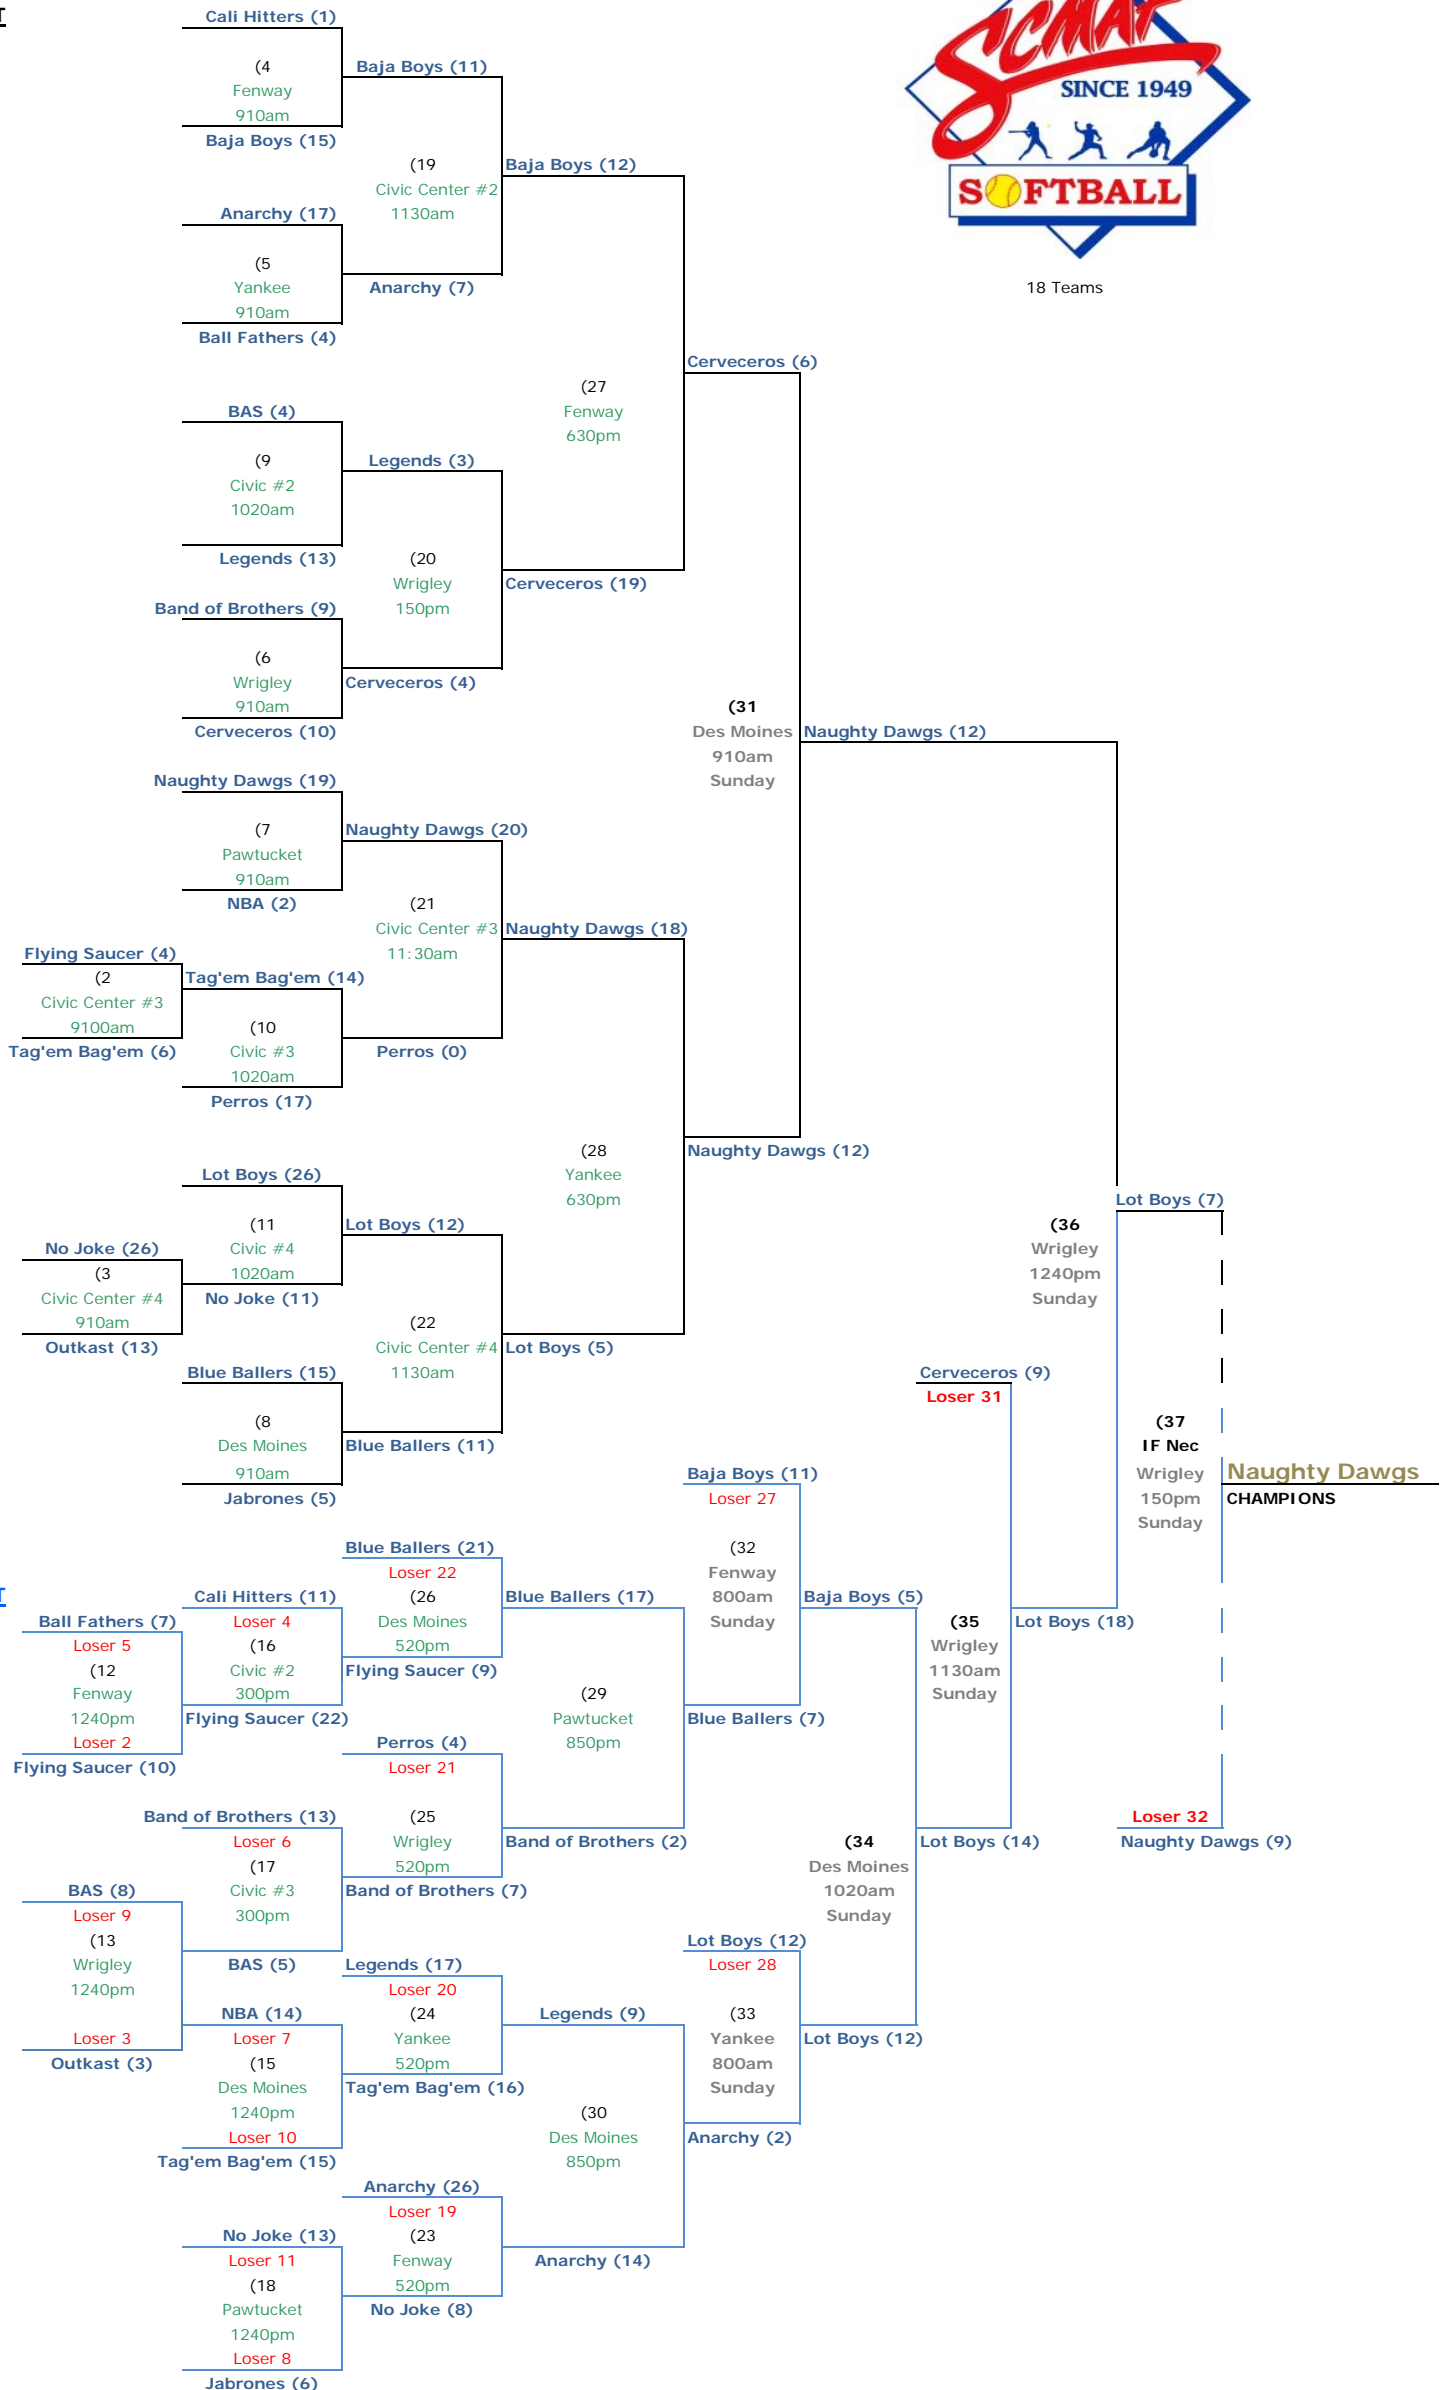 T
SCMAF
SINCE 1949
SOFTBALL
18 Teams
Cali Hitters (1)
(4
Fenway
910am
Baja Boys (15)
Baja Boys (11)
Anarchy (17)
(5
Yankee
910am
Ball Fathers (4)
(19
Civic Center #2
1130am
Anarchy (7)
Baja Boys (12)
BAS (4)
(9
Civic #2
1020am
Legends (13)
Legends (3)
Band of Brothers (9)
(6
Wrigley
910am
Cerveceros (10)
(20
Wrigley
150pm
Cerveceros (4)
Cerveceros (19)
(27
Fenway
630pm
Cerveceros (6)
Naughty Dawgs (19)
(7
Pawtucket
910am
NBA (2)
Naughty Dawgs (20)
Flying Saucer (4)
(2
Civic Center #3
9100am
Tag'em Bag'em (6)
Tag'em Bag'em (14)
(10
Civic #3
1020am
Perros (17)
(21
Civic Center #3
11:30am
Perros (0)
Naughty Dawgs (18)
Lot Boys (26)
(11
Civic #4
1020am
No Joke (11)
No Joke (26)
(3
Civic Center #4
910am
Outkast (13)
Lot Boys (12)
Blue Ballers (15)
(8
Des Moines
910am
Jabrones (5)
(22
Civic Center #4
1130am
Blue Ballers (11)
Lot Boys (5)
(28
Yankee
630pm
Naughty Dawgs (12)
(31
Des Moines
910am
Sunday
Naughty Dawgs (12)
(36
Wrigley
1240pm
Sunday
Lot Boys (7)
(37
IF Nec
Wrigley
150pm
Sunday
Naughty Dawgs
CHAMPIONS
Loser 32
Naughty Dawgs (9)
Cerveceros (9)
Loser 31
(35
Wrigley
1130am
Sunday
Lot Boys (18)
Lot Boys (14)
T
Ball Fathers (7)
Loser 5
(12
Fenway
1240pm
Loser 2
Flying Saucer (10)
Cali Hitters (11)
Loser 4
(16
Civic #2
300pm
Flying Saucer (22)
Blue Ballers (21)
Loser 22
(26
Des Moines
520pm
Flying Saucer (9)
Blue Ballers (17)
(29
Pawtucket
850pm
Baja Boys (11)
Loser 27
(32
Fenway
800am
Sunday
Blue Ballers (7)
Baja Boys (5)
(34
Des Moines
1020am
Sunday
Perros (4)
Loser 21
(25
Wrigley
520pm
Band of Brothers (7)
Band of Brothers (2)
Band of Brothers (13)
Loser 6
(17
Civic #3
300pm
BAS (5)
BAS (8)
Loser 9
(13
Wrigley
1240pm
Loser 3
Outkast (3)
NBA (14)
Loser 7
(15
Des Moines
1240pm
Loser 10
Tag'em Bag'em (15)
Legends (17)
Loser 20
(24
Yankee
520pm
Tag'em Bag'em (16)
Legends (9)
(30
Des Moines
850pm
Lot Boys (12)
Loser 28
(33
Yankee
800am
Sunday
Anarchy (2)
Lot Boys (12)
Anarchy (26)
Loser 19
(23
Fenway
520pm
No Joke (8)
Anarchy (14)
No Joke (13)
Loser 11
(18
Pawtucket
1240pm
Loser 8
Jabrones (6)